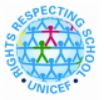 RIGHTS RESPECTING SCHOOL
· UNICEF ·